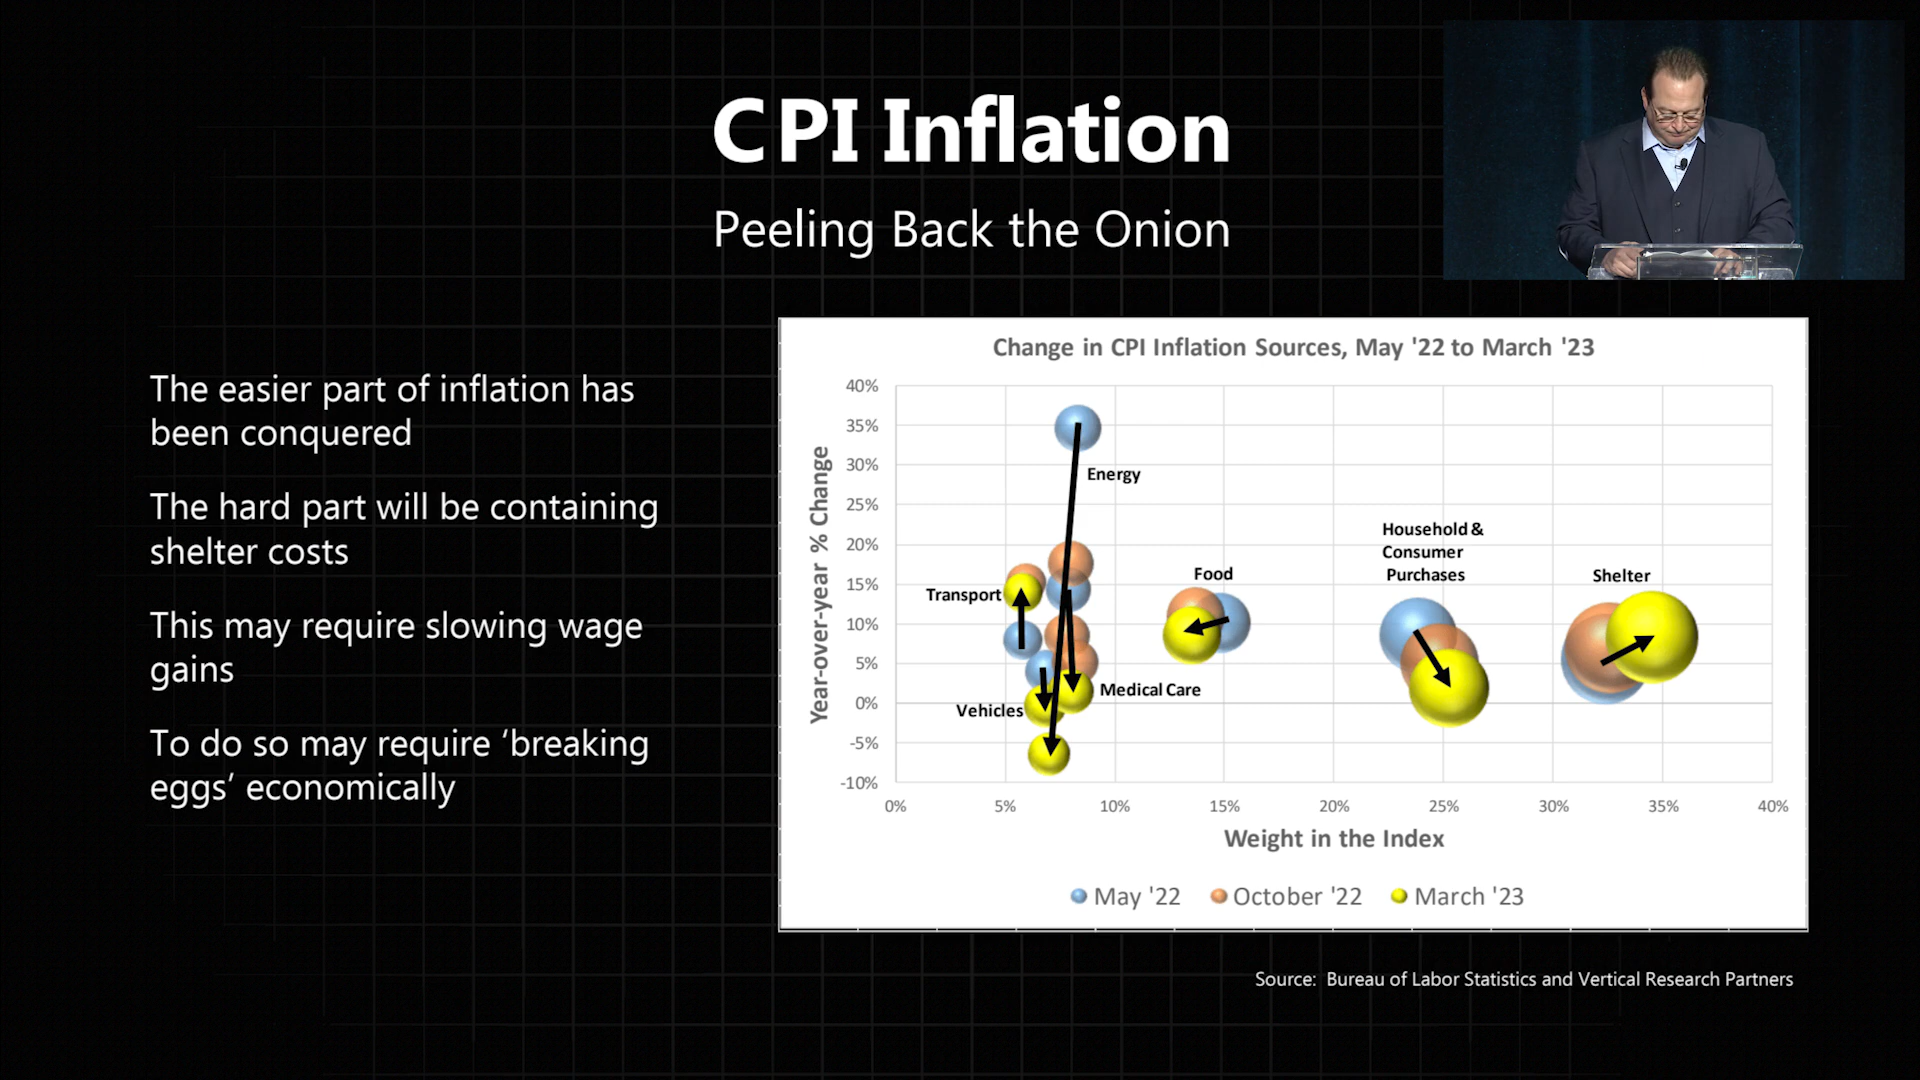 CPI Inflation
Peeling Back the Onion
The easier part of inflation has
been conquered
The hard part will be containing
shelter costs
This may require slowing wage
gains
To do so may require ‘breaking
eggs’ economically
Change in CPI Inflation Sources, May '22 to March '23
Year-over-year % Change
40%
35%
30%
25%
20%
15%
10%
5%
0%
-5%
-10%
Energy
Transport
Vehicles
Medical Care
Food
Household &
Consumer
Purchases
Shelter
0%
5%
10%
15%
20%
25%
30%
35%
40%
Weight in the Index
May '22
October '22
March '23
Source: Bureau of Labor Statistics and Vertical Research Partners